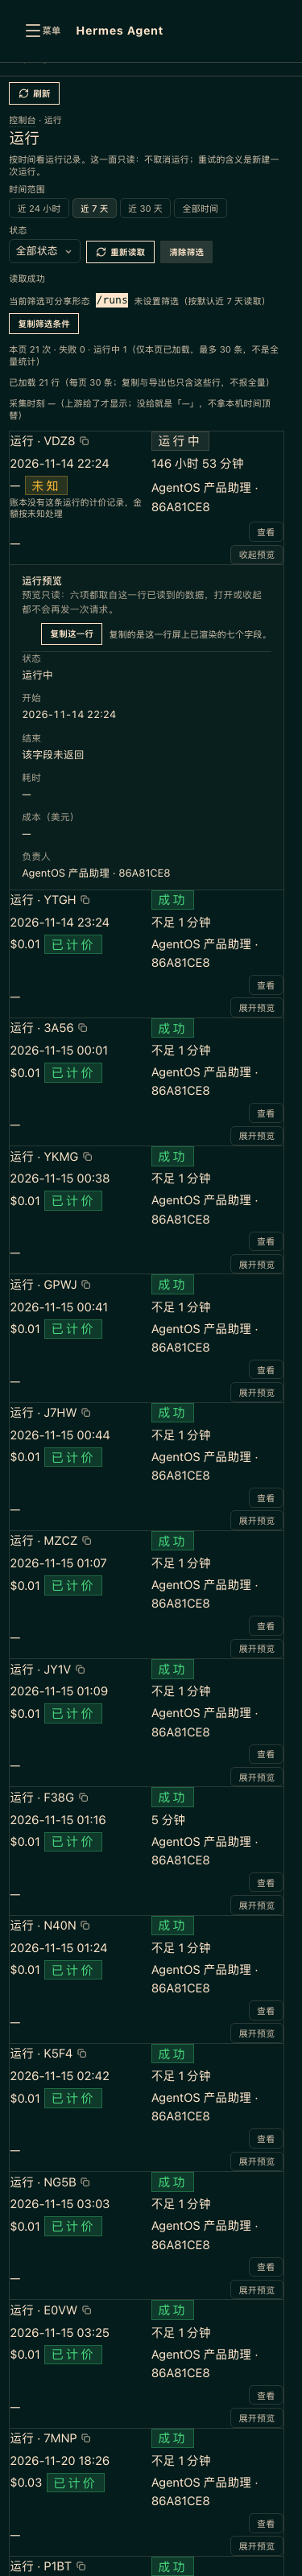 菜单 Hermes Agent
刷新
控制台 · 运行
运行
按时间看运行记录。这一面只读：不取消运行；重试的含义是新建一
次运行。
时间范围
近 24 小时 近 7 天 近 30 天 全部时间
状态
全部状态 重新读取 清除筛选
读取成功
当前筛选可分享形态 /runs 未设置筛选（按默认近 7 天读取）
复制筛选条件
本页 21 次 · 失败 0 · 运行中 1（仅本页已加载，最多 30 条，不是全
量统计）
已加载 21 行（每页 30 条；复制与导出也只含这些行，不报全量）
采集时刻 —（上游给了才显示；没给就是「—」，不拿本机时间顶
替）
运行 · VDZ8 运行中
2026-11-14 22:24 146 小时 53 分钟
— 未知 AgentOS 产品助理 ·
86A81CE8
账本没有这条运行的计价记录，金
额按未知处理
查看
—
收起预览
运行预览
预览只读：六项都取自这一行已读到的数据，打开或收起
都不会再发一次请求。
复制这一行 复制的是这一行屏上已渲染的七个字段。
状态
运行中
开始
2026-11-14 22:24
结束
该字段未返回
耗时
—
成本（美元）
—
负责人
AgentOS 产品助理 · 86A81CE8
运行 · YTGH 成功
2026-11-14 23:24 不足 1 分钟
$0.01 已计价 AgentOS 产品助理 ·
86A81CE8
查看
—
展开预览
运行 · 3A56 成功
2026-11-15 00:01 不足 1 分钟
$0.01 已计价 AgentOS 产品助理 ·
86A81CE8
查看
—
展开预览
运行 · YKMG 成功
2026-11-15 00:38 不足 1 分钟
$0.01 已计价 AgentOS 产品助理 ·
86A81CE8
查看
—
展开预览
运行 · GPWJ 成功
2026-11-15 00:41 不足 1 分钟
$0.01 已计价 AgentOS 产品助理 ·
86A81CE8
查看
—
展开预览
运行 · J7HW 成功
2026-11-15 00:44 不足 1 分钟
$0.01 已计价 AgentOS 产品助理 ·
86A81CE8
查看
—
展开预览
运行 · MZCZ 成功
2026-11-15 01:07 不足 1 分钟
$0.01 已计价 AgentOS 产品助理 ·
86A81CE8
查看
—
展开预览
运行 · JY1V 成功
2026-11-15 01:09 不足 1 分钟
$0.01 已计价 AgentOS 产品助理 ·
86A81CE8
查看
—
展开预览
运行 · F38G 成功
2026-11-15 01:16 5 分钟
$0.01 已计价 AgentOS 产品助理 ·
86A81CE8
查看
—
展开预览
运行 · N40N 成功
2026-11-15 01:24 不足 1 分钟
$0.01 已计价 AgentOS 产品助理 ·
86A81CE8
查看
—
展开预览
运行 · K5F4 成功
2026-11-15 02:42 不足 1 分钟
$0.01 已计价 AgentOS 产品助理 ·
86A81CE8
查看
—
展开预览
运行 · NG5B 成功
2026-11-15 03:03 不足 1 分钟
$0.01 已计价 AgentOS 产品助理 ·
86A81CE8
查看
—
展开预览
运行 · E0VW 成功
2026-11-15 03:25 不足 1 分钟
$0.01 已计价 AgentOS 产品助理 ·
86A81CE8
查看
—
展开预览
运行 · 7MNP 成功
2026-11-20 18:26 不足 1 分钟
$0.03 已计价 AgentOS 产品助理 ·
86A81CE8
查看
—
展开预览
运行 · P1BT 成功